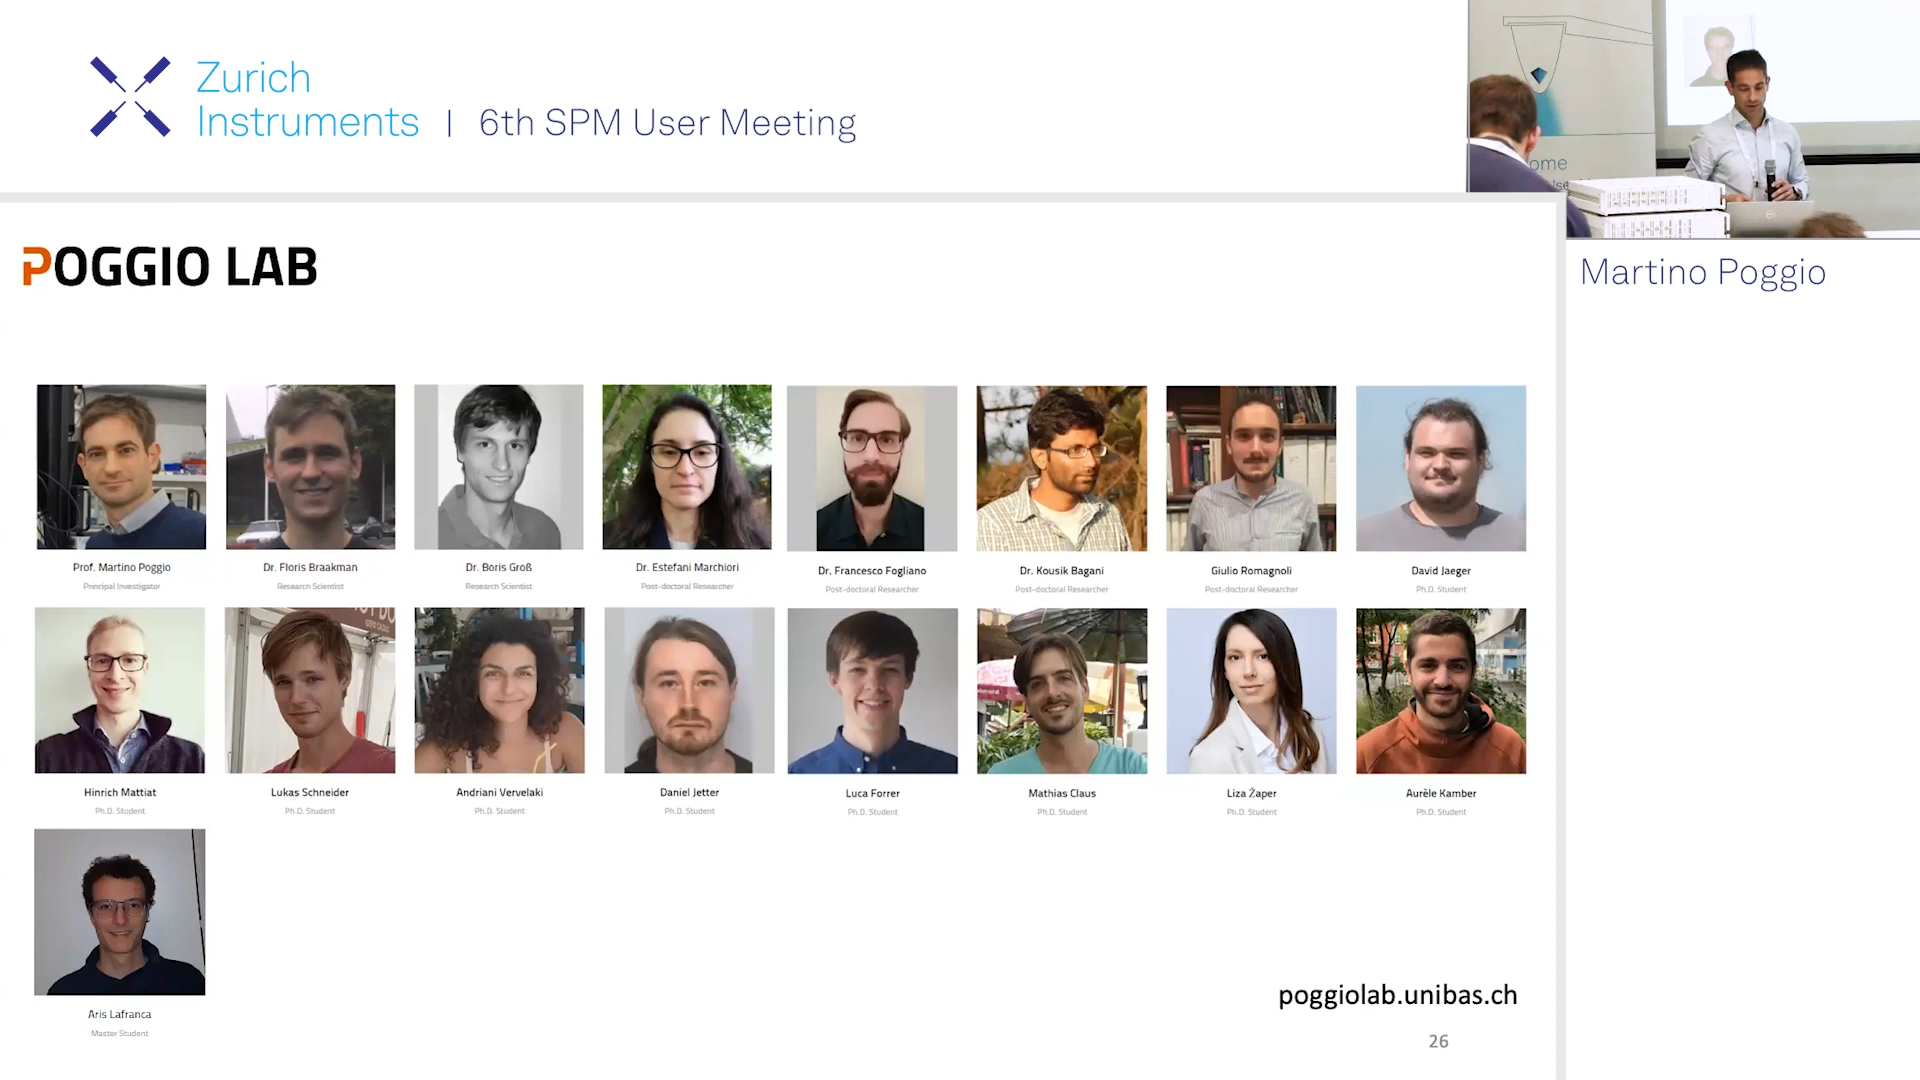 Zurich
Instruments | 6th SPM User Meeting
ome
Martino Poggio
POGGIO LAB
Prof. Martino Poggio
Principal Investigator
Dr. Floris Braakman
Research Scientist
Dr. Boris Groß
Research Scientist
Dr. Estefani Marchiori
Post-doctoral Researcher
Dr. Francesco Fogliano
Post-doctoral Researcher
Dr. Kousik Bagani
Post-doctoral Researcher
Giulio Romagnoli
Post-doctoral Researcher
David Jaeger
Ph.D. Student
Hinrich Mattiat
Ph.D. Student
Lukas Schneider
Ph.D. Student
Andriani Vervelaki
Ph.D. Student
Daniel Jetter
Ph.D. Student
Luca Forrer
Ph.D. Student
Mathias Claus
Ph.D. Student
Liza Žaper
Ph.D. Student
Aurèle Kamber
Ph.D. Student
Aris Lafranca
Master Student
poggiolab.unibas.ch
26